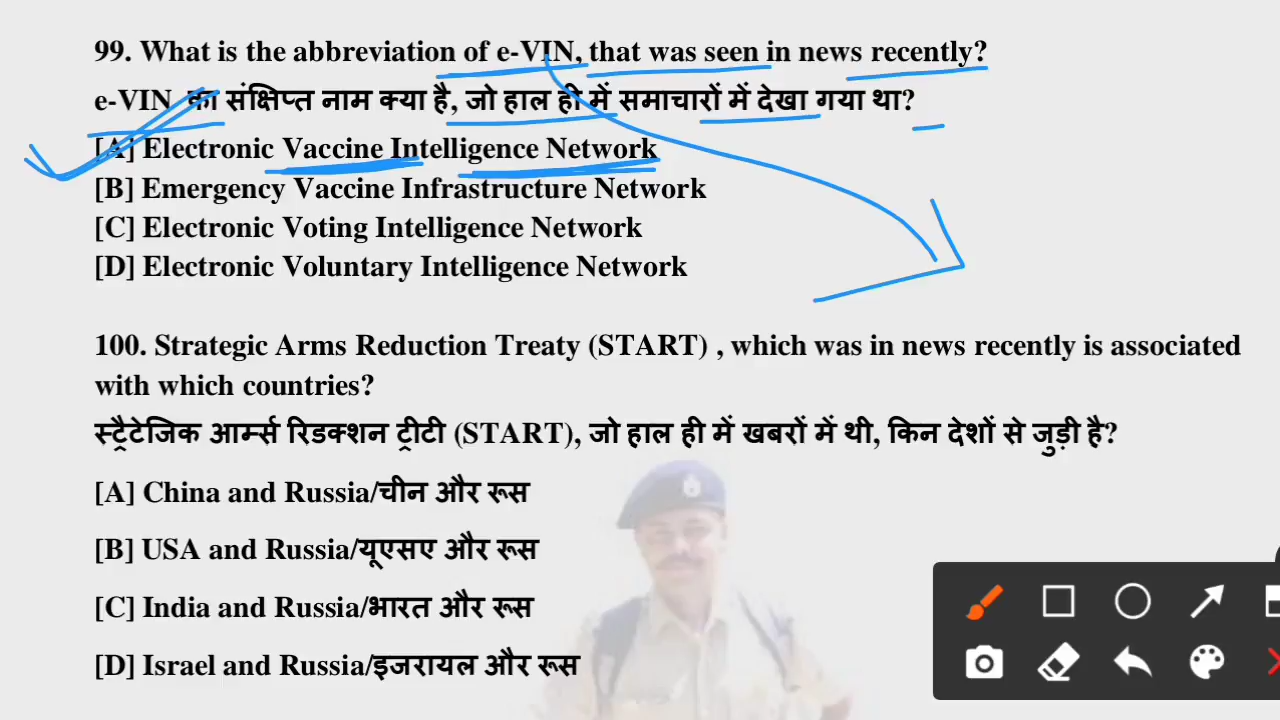 99. What is the abbreviation of e-VIN, that was seen in news recently?
e-VIN का संक्षिप्त नाम क्या है, जो हाल ही में समाचारों में देखा गया था?
[A] Electronic Vaccine Intelligence Network
[B] Emergency Vaccine Infrastructure Network
[C] Electronic Voting Intelligence Network
[D] Electronic Voluntary Intelligence Network
100. Strategic Arms Reduction Treaty (START) , which was in news recently is associated
with which countries?
स्ट्रैटेजिक आर्म्स रिडक्शन ट्रीटी (START), जो हाल ही में खबरों में थी, किन देशों से जुड़ी है?
[A] China and Russia/चीन और रूस
[B] USA and Russia/यूएसए और रूस
[C] India and Russia/भारत और रूस
[D] Israel and Russia/इजरायल और रूस